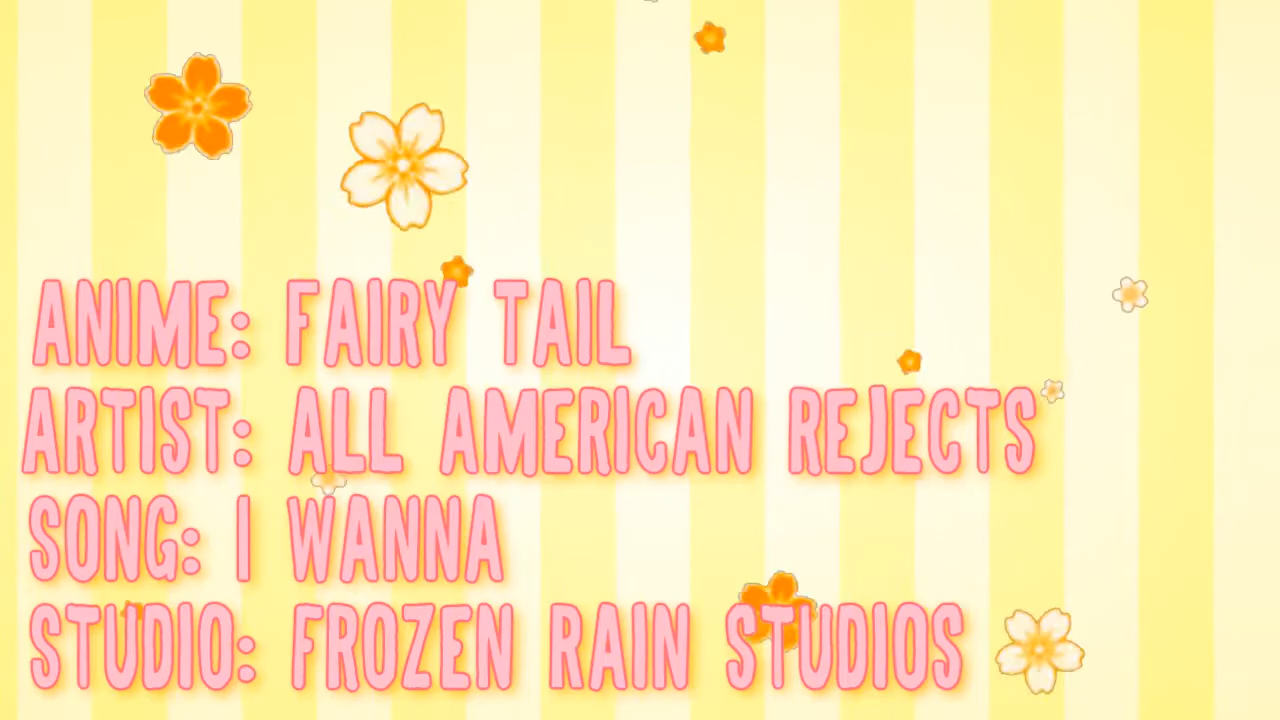 ANIME: FAIRY TAIL
ARTIST: ALL AMERICAN REJECTS
SONG: I WANNA
STUDIO: FROZEN RAIN STUDIOS